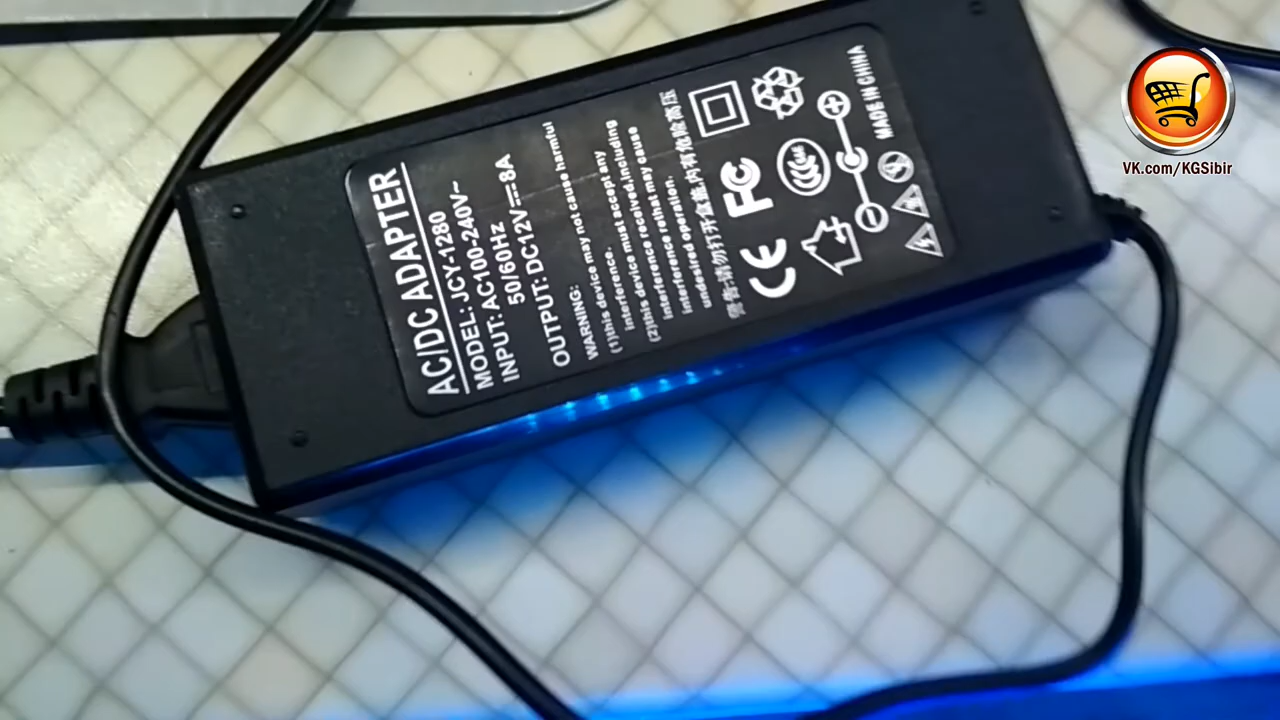 AC/DC ADAPTER
MODEL: JCY-1280
INPUT: AC100-240V~
50/60HZ
OUTPUT: DC12V⎓8A
WARNING:
(1)this device may not cause harmful
interference.
(2)this device must accept any
interference received,including
interference rathat may cause
undesired operation.
警告:请勿打开盒盖,内有危险高压
CE FC
CCC
MADE IN CHINA
VK.com/KGSibir